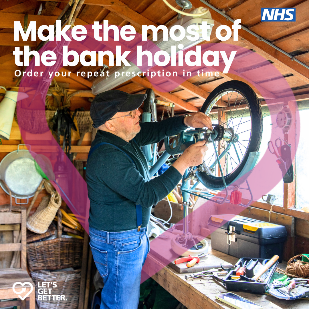 NHS
Make the most of
the bank holiday
Order your repeat prescription in time
LET'S
GET
BETTER.